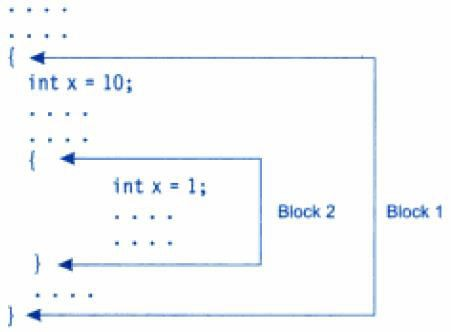 . . . .
. . . .
{
int x = 10;
. . . .
. . . .
{
int x = 1;
. . . .
. . . .
Block 2
Block 1
}
. . . .
}